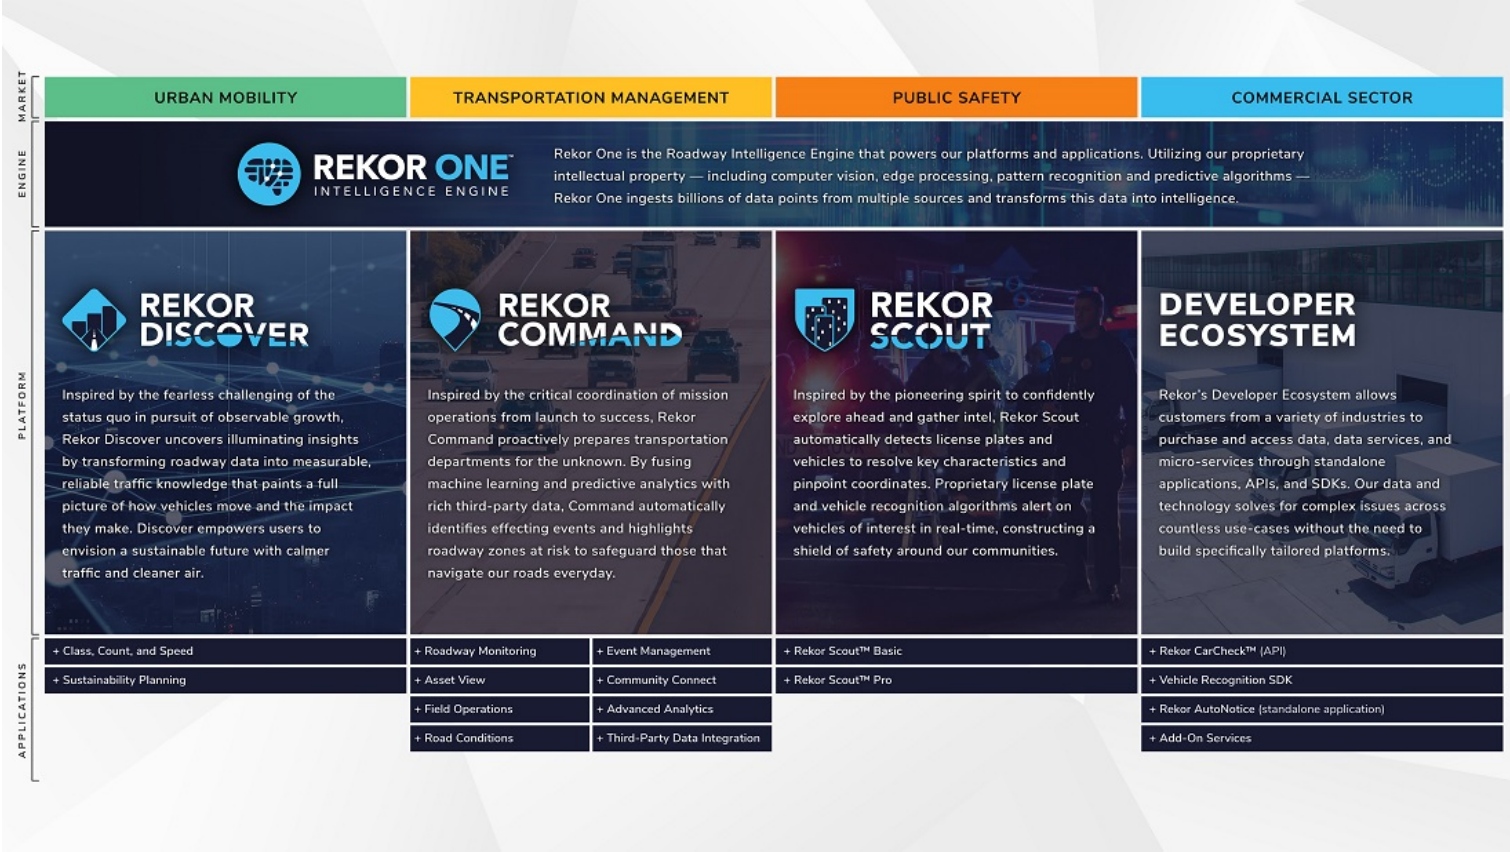 MARKET
URBAN MOBILITY
TRANSPORTATION MANAGEMENT
PUBLIC SAFETY
COMMERCIAL SECTOR
ENGINE
REKOR ONE™
INTELLIGENCE ENGINE
Rekor One is the Roadway Intelligence Engine that powers our platforms and applications. Utilizing our proprietary
intellectual property — including computer vision, edge processing, pattern recognition and predictive algorithms —
Rekor One ingests billions of data points from multiple sources and transforms this data into intelligence.
PLATFORM
REKOR
DISCOVER
Inspired by the fearless challenging of the
status quo in pursuit of observable growth,
Rekor Discover uncovers illuminating insights
by transforming roadway data into measurable,
reliable traffic knowledge that paints a full
picture of how vehicles move and the impact
they make. Discover empowers users to
envision a sustainable future with calmer
traffic and cleaner air.
REKOR
COMMAND
Inspired by the critical coordination of mission
operations from launch to success, Rekor
Command proactively prepares transportation
departments for the unknown. By fusing
machine learning and predictive analytics with
rich third-party data, Command automatically
identifies effecting events and highlights
roadway zones at risk to safeguard those that
navigate our roads everyday.
REKOR
SCOUT
Inspired by the pioneering spirit to confidently
explore ahead and gather intel, Rekor Scout
automatically detects license plates and
vehicles to resolve key characteristics and
pinpoint coordinates. Proprietary license plate
and vehicle recognition algorithms alert on
vehicles of interest in real-time, constructing a
shield of safety around our communities.
DEVELOPER
ECOSYSTEM
Rekor's Developer Ecosystem allows
customers from a variety of industries to
purchase and access data, data services, and
micro-services through standalone
applications, APIs, and SDKs. Our data and
technology solves for complex issues across
countless use-cases without the need to
build specifically tailored platforms.
APPLICATIONS
+ Class, Count, and Speed
+ Sustainability Planning
+ Roadway Monitoring
+ Asset View
+ Field Operations
+ Road Conditions
+ Event Management
+ Community Connect
+ Advanced Analytics
+ Third-Party Data Integration
+ Rekor Scout™ Basic
+ Rekor Scout™ Pro
+ Rekor CarCheck™ (API)
+ Vehicle Recognition SDK
+ Rekor AutoNotice (standalone application)
+ Add-On Services